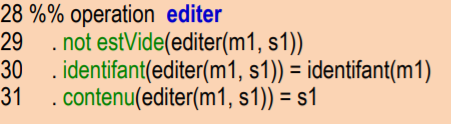 28 %% operation editer
29 . not estVide(editer(m1, s1))
30 . identifant(editer(m1, s1)) = identifant(m1)
31 . contenu(editer(m1, s1)) = s1